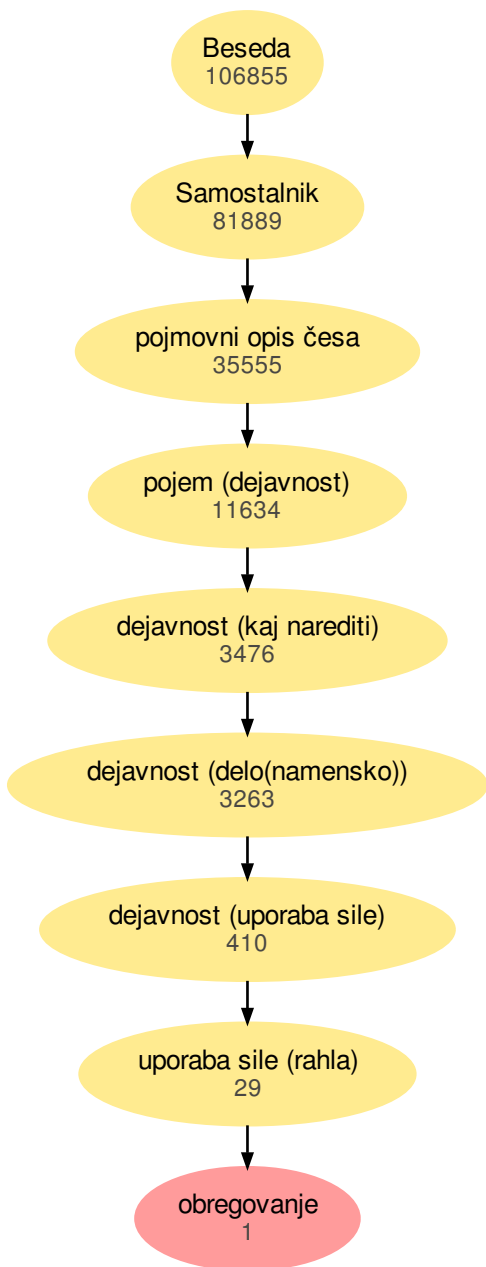 Beseda
106855
Samostalnik
81889
pojmovni opis česa
35555
pojem (dejavnost)
11634
dejavnost (kaj narediti)
3476
dejavnost (delo(namensko))
3263
dejavnost (uporaba sile)
410
uporaba sile (rahla)
29
obregovanje
1